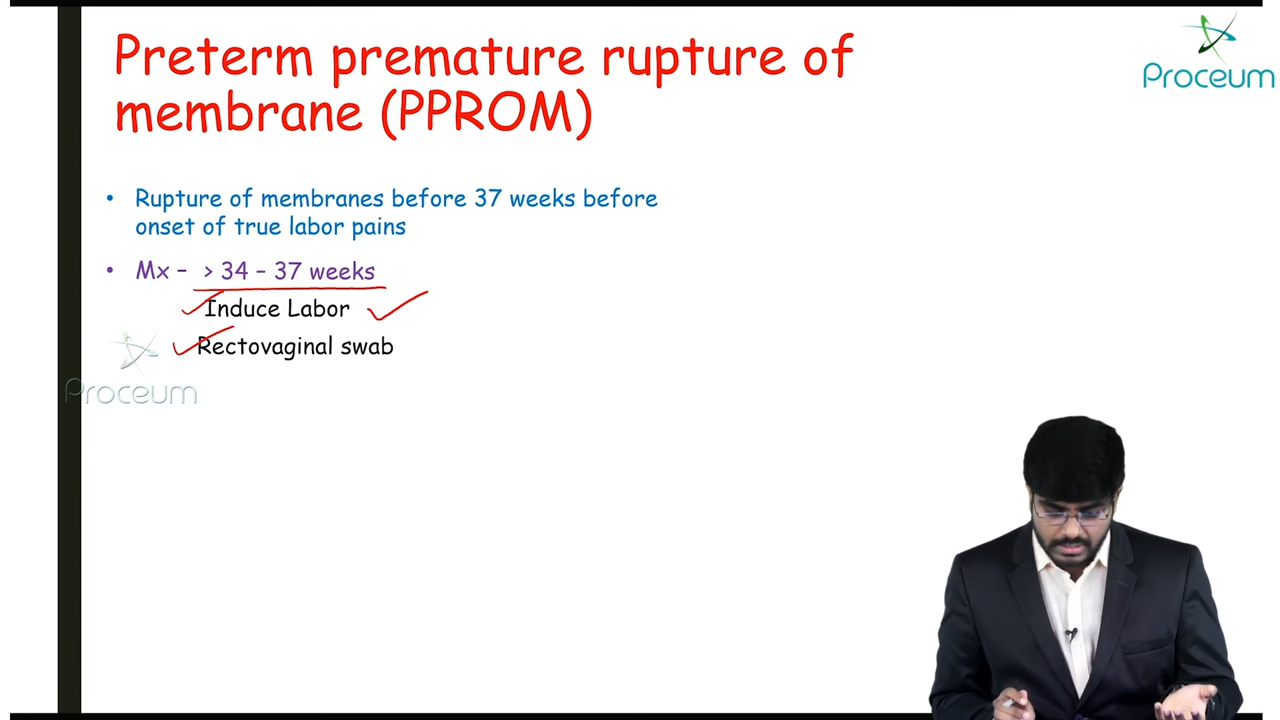 Preterm premature rupture of
membrane (PPROM)
Proceum
• Rupture of membranes before 37 weeks before
onset of true labor pains
• Mx – > 34 – 37 weeks
Induce Labor
Rectovaginal swab
Proceum